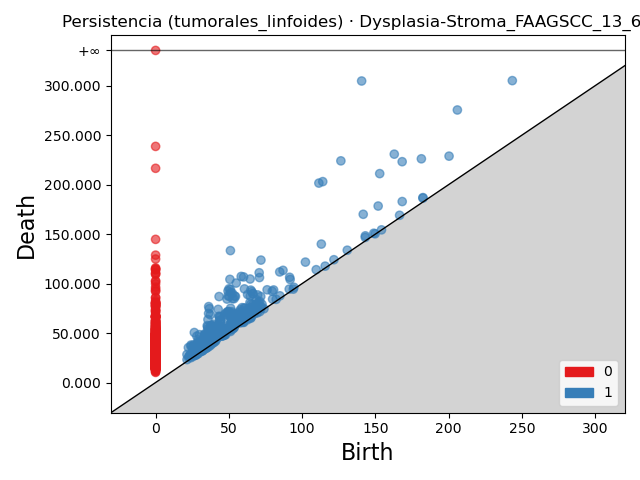 Persistencia (tumorales_linfoides) · Dysplasia-Stroma_FAAGSCC_13_6
+∞
300.000
250.000
200.000
150.000
100.000
50.000
0.000
Death
0
1
0 50 100 150 200 250 300
Birth